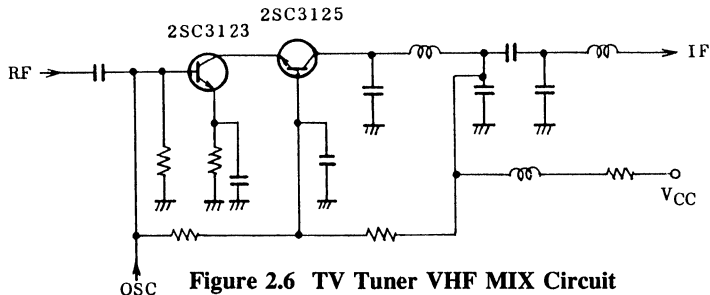 2SC3125
2SC3123
RF
IF
VCC
OSC
Figure 2.6 TV Tuner VHF MIX Circuit